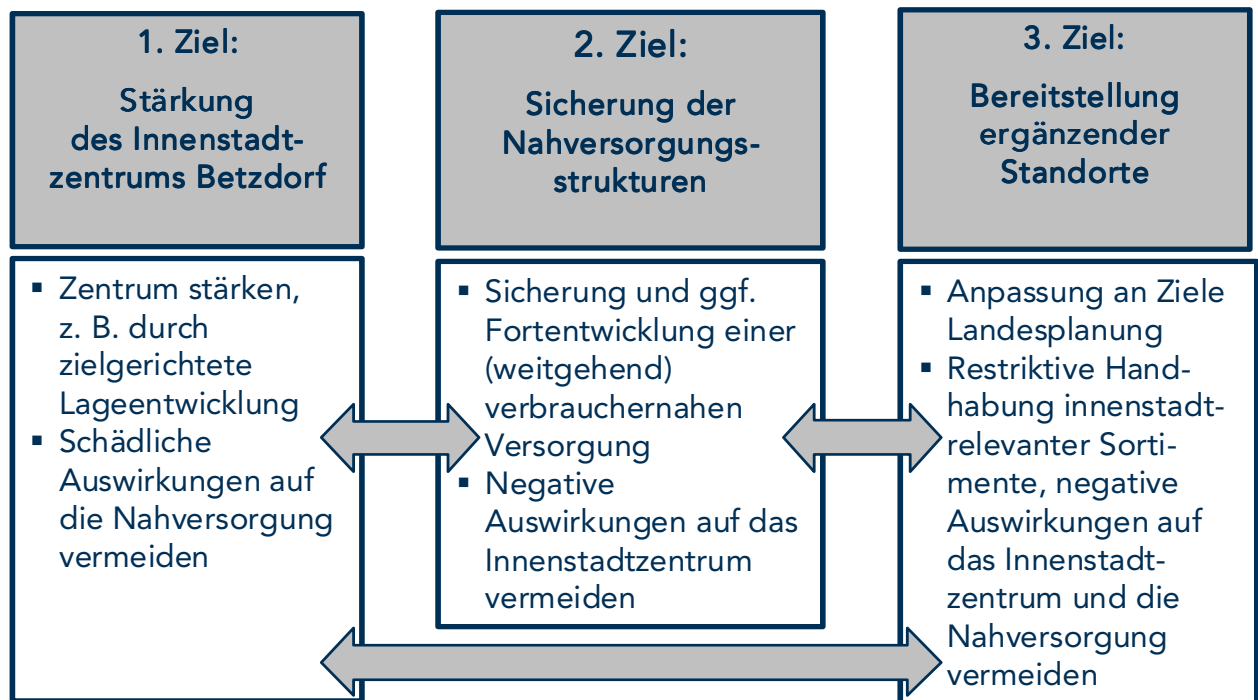 1. Ziel:
Stärkung
des Innenstadt-
zentrums Betzdorf
▪ Zentrum stärken,
z. B. durch
zielgerichtete
Lageentwicklung
▪ Schädliche
Auswirkungen auf
die Nahversorgung
vermeiden
2. Ziel:
Sicherung der
Nahversorgungs-
strukturen
▪ Sicherung und ggf.
Fortentwicklung einer
(weitgehend)
verbrauchernahen
Versorgung
▪ Negative
Auswirkungen auf das
Innenstadtzentrum
vermeiden
3. Ziel:
Bereitstellung
ergänzender
Standorte
▪ Anpassung an Ziele
Landesplanung
▪ Restriktive Hand-
habung innenstadt-
relevanter Sorti-
mente, negative
Auswirkungen auf
das Innenstadt-
zentrum und die
Nahversorgung
vermeiden